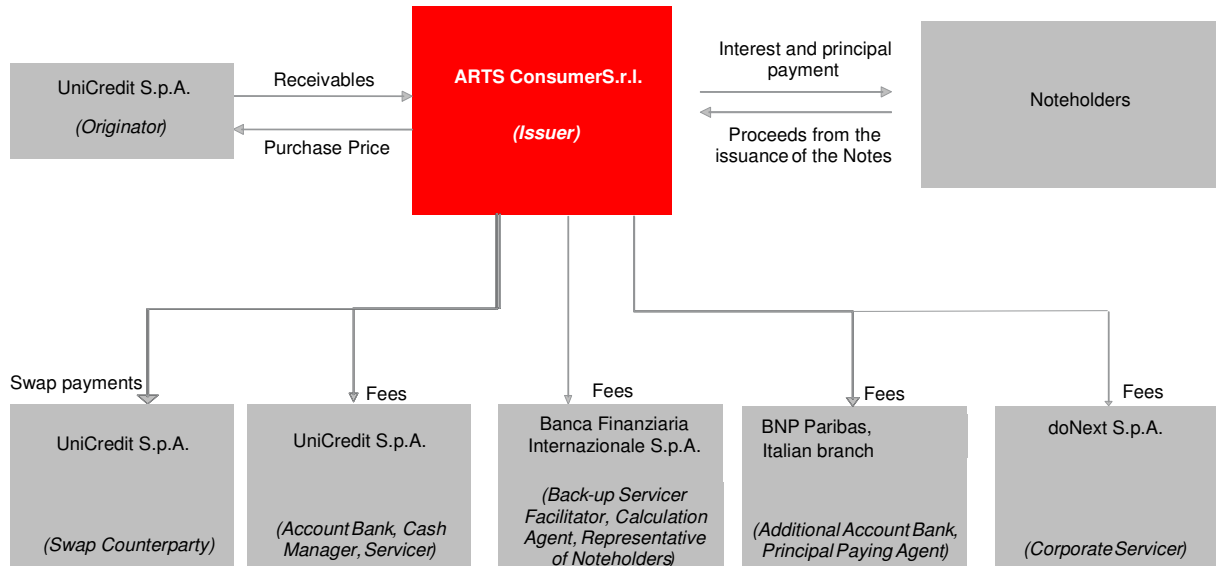 UniCredit S.p.A.
(Originator)
Receivables
Purchase Price
ARTS ConsumerS.r.l.
(Issuer)
Interest and principal
payment
Proceeds from the
issuance of the Notes
Noteholders
Swap payments
UniCredit S.p.A.
(Swap Counterparty)
Fees
UniCredit S.p.A.
(Account Bank, Cash
Manager, Servicer)
Fees
Banca Finanziaria
Internazionale S.p.A.
(Back-up Servicer
Facilitator, Calculation
Agent, Representative
of Noteholders)
Fees
BNP Paribas,
Italian branch
(Additional Account Bank,
Principal Paying Agent)
Fees
doNext S.p.A.
(Corporate Servicer)